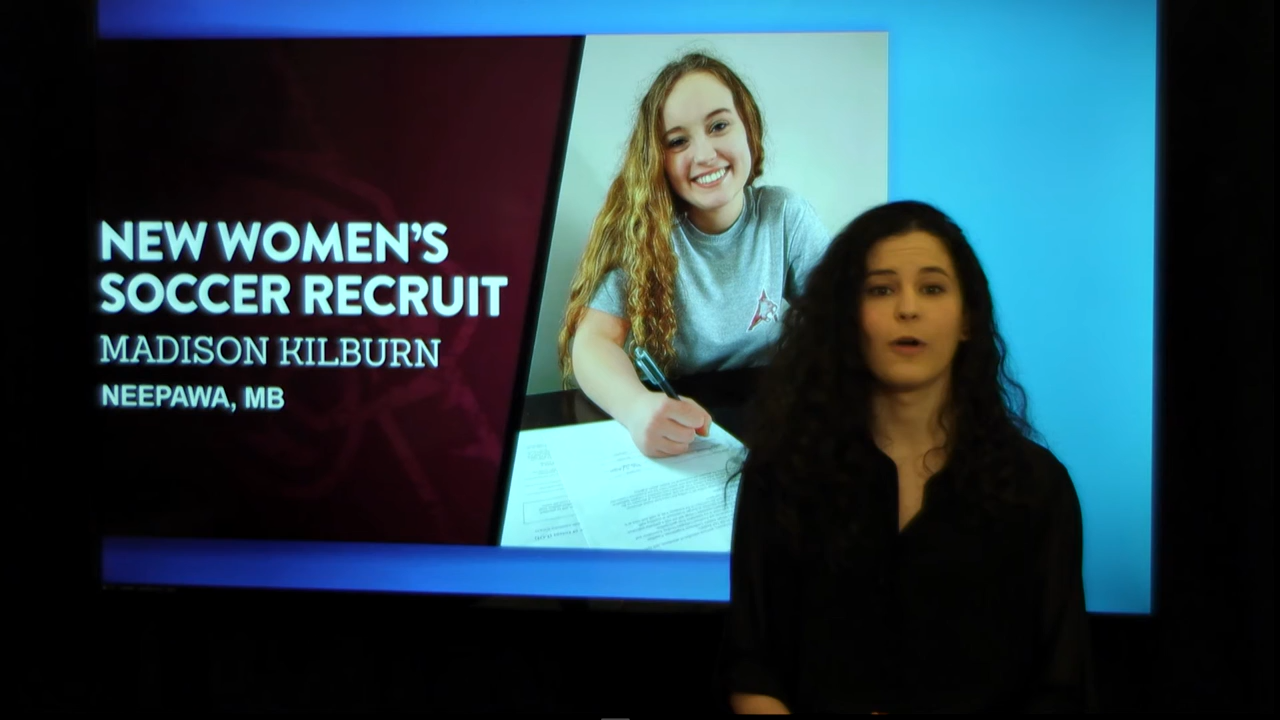 NEW WOMEN'S
SOCCER RECRUIT
MADISON KILBURN
NEEPAWA, MB